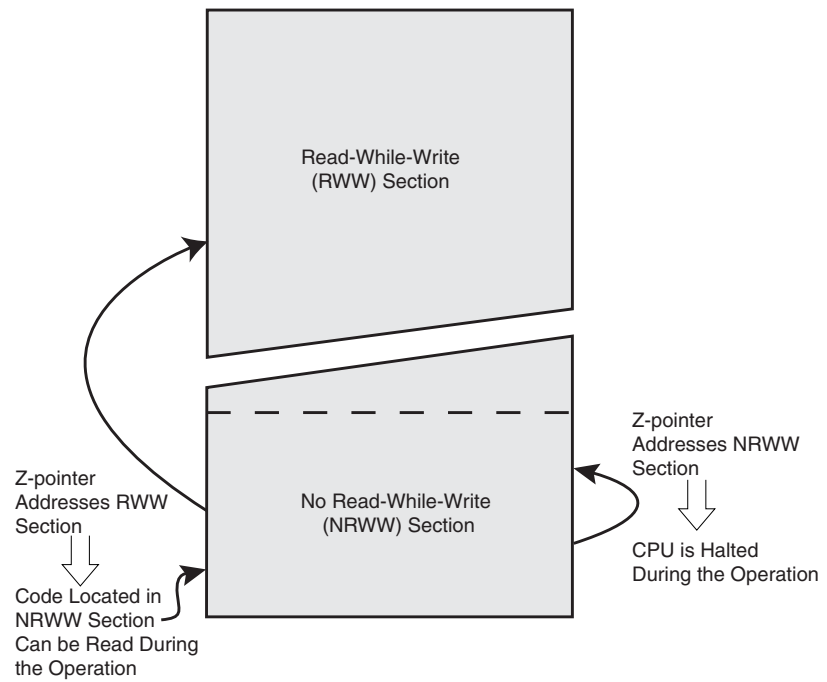 Read-While-Write
(RWW) Section
Z-pointer
Addresses NRWW
Section
Z-pointer
Addresses RWW
Section
No Read-While-Write
(NRWW) Section
CPU is Halted
During the Operation
Code Located in
NRWW Section
Can be Read During
the Operation